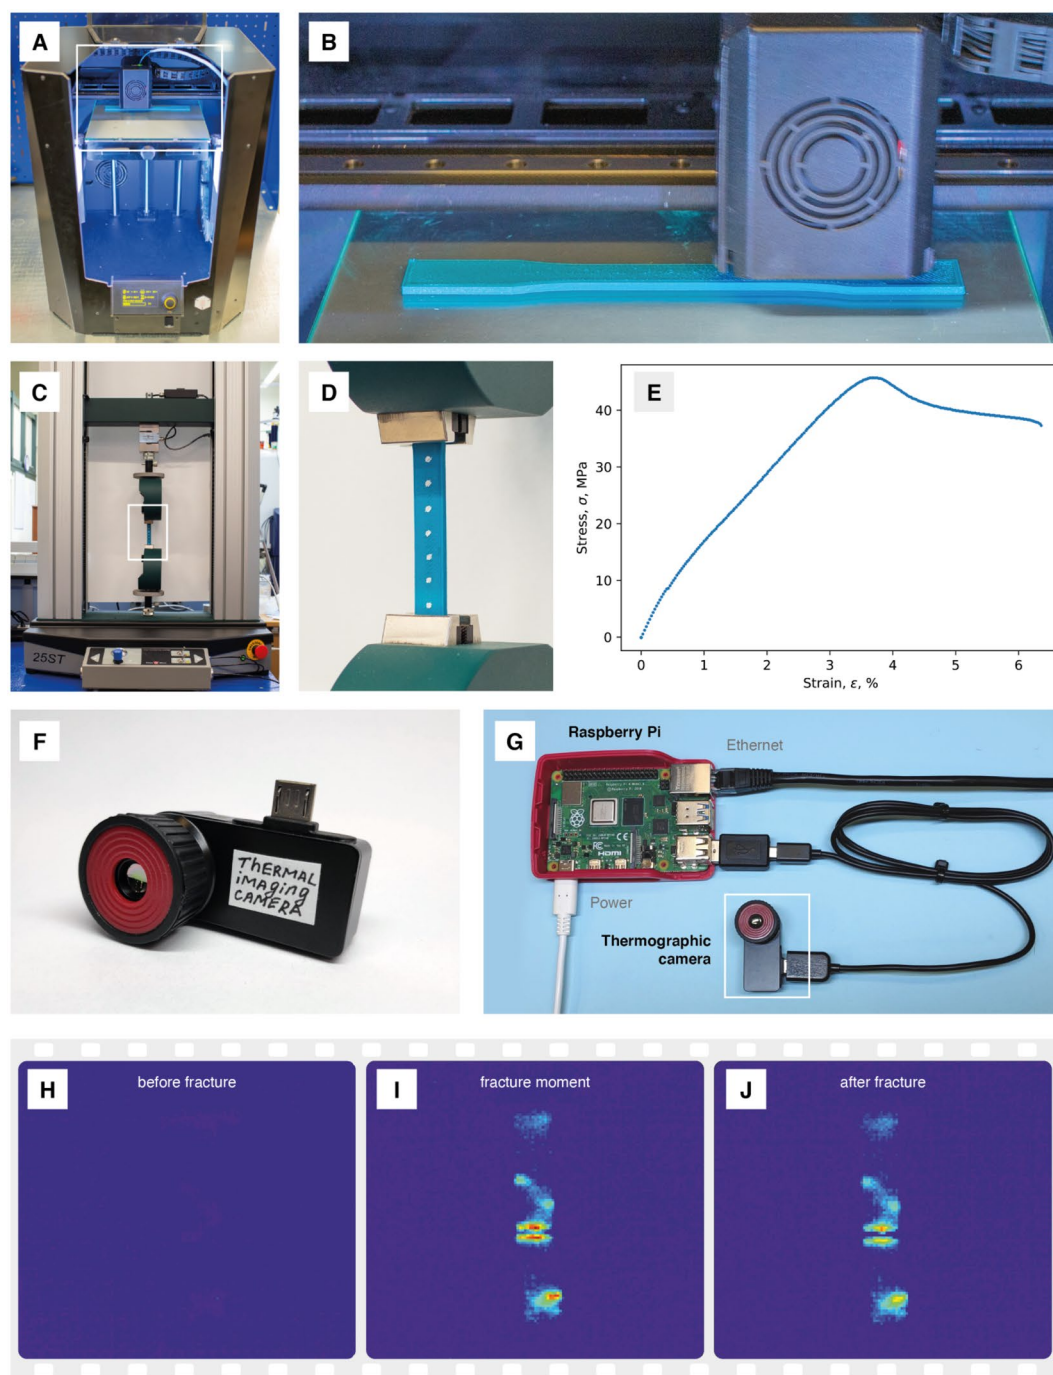 A
B
C
25ST
D
E
Stress, σ, MPa
40
30
20
10
0
0 1 2 3 4 5 6
Strain, ε, %
F
THERMAL
imaging
CAMERA
G
Raspberry Pi
Ethernet
HDMI
Power
Thermographic
camera
H
before fracture
I
fracture moment
J
after fracture